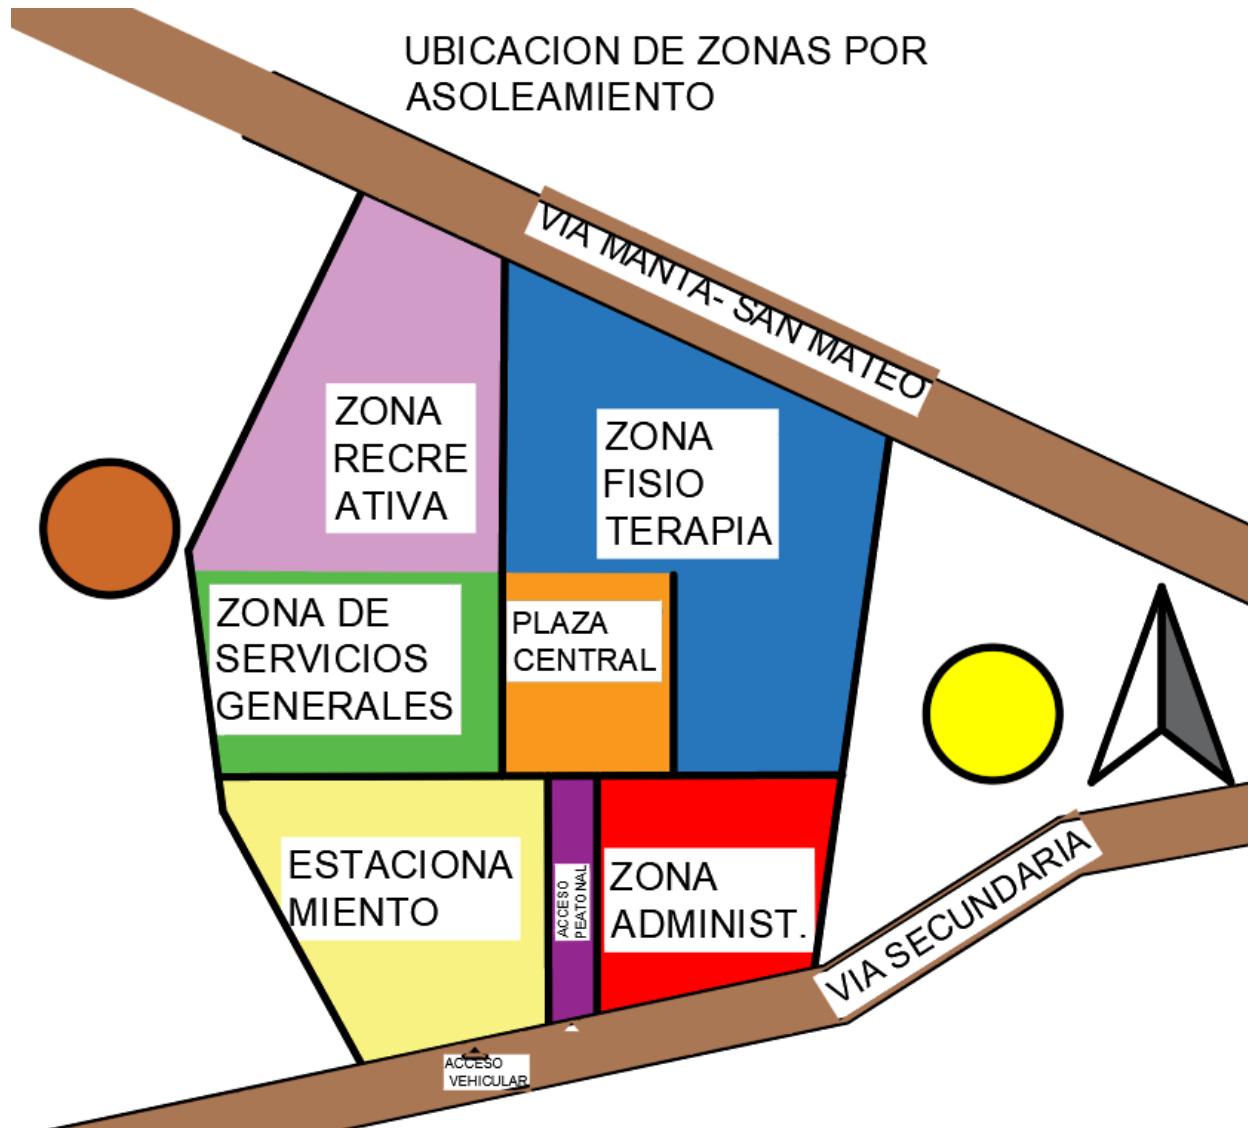 UBICACION DE ZONAS POR
ASOLEAMIENTO
VIA MANTA- SAN MATEO
ZONA
RECRE
ATIVA
ZONA
FISIO
TERAPIA
ZONA DE
SERVICIOS
GENERALES
PLAZA
CENTRAL
ESTACIONA
MIENTO
ACCESO
PEATONAL
ZONA
ADMINIST.
VIA SECUNDARIA
ACCESO
VEHICULAR